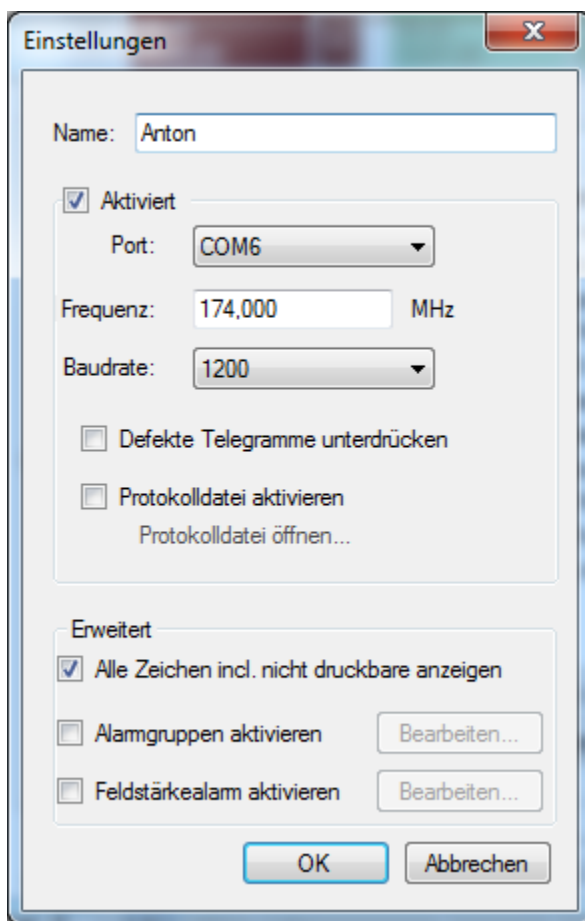 Einstellungen
Name: Anton
Aktiviert
Port: COM6
Frequenz: 174,000 MHz
Baudrate: 1200
Defekte Telegramme unterdrücken
Protokolldatei aktivieren
Protokolldatei öffnen...
Erweitert
Alle Zeichen incl. nicht druckbare anzeigen
Alarmgruppen aktivieren Bearbeiten...
Feldstärkealarm aktivieren Bearbeiten...
OK Abbrechen